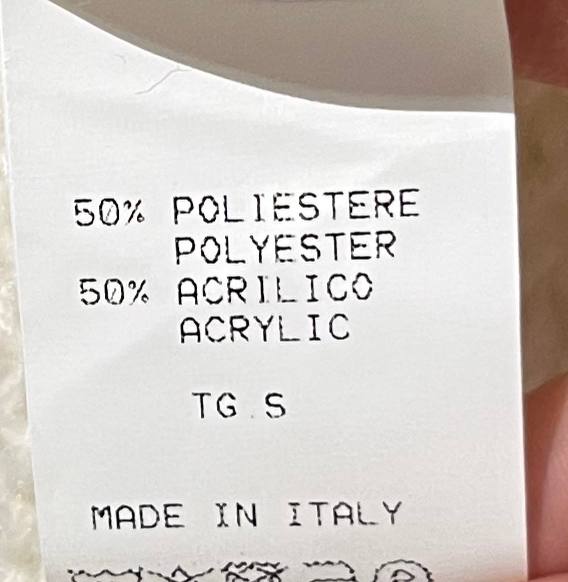 50% POLIESTERE
POLYESTER
50% ACRILICO
ACRYLIC
TG.S
MADE IN ITALY